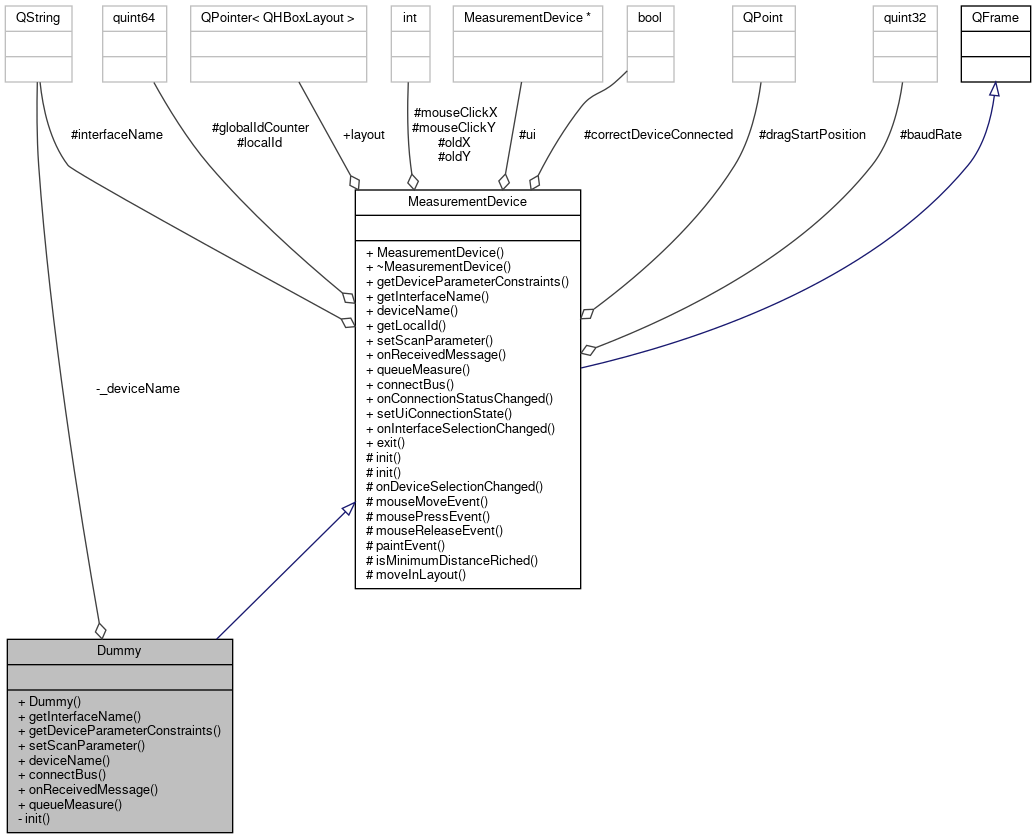 QString
quint64
QPointer< QHBoxLayout >
int
MeasurementDevice *
bool
QPoint
quint32
QFrame
#interfaceName
#globalIdCounter
#localId
+layout
#mouseClickX
#mouseClickY
#oldX
#oldY
#ui
#correctDeviceConnected
#dragStartPosition
#baudRate
MeasurementDevice
+ MeasurementDevice()
+ ~MeasurementDevice()
+ getDeviceParameterConstraints()
+ getInterfaceName()
+ deviceName()
+ getLocalId()
+ setScanParameter()
+ onReceivedMessage()
+ queueMeasure()
+ connectBus()
+ onConnectionStatusChanged()
+ setUiConnectionState()
+ onInterfaceSelectionChanged()
+ exit()
# init()
# init()
# onDeviceSelectionChanged()
# mouseMoveEvent()
# mousePressEvent()
# mouseReleaseEvent()
# paintEvent()
# isMinimumDistanceRiched()
# moveInLayout()
-_deviceName
Dummy
+ Dummy()
+ getInterfaceName()
+ getDeviceParameterConstraints()
+ setScanParameter()
+ deviceName()
+ connectBus()
+ onReceivedMessage()
+ queueMeasure()
- init()